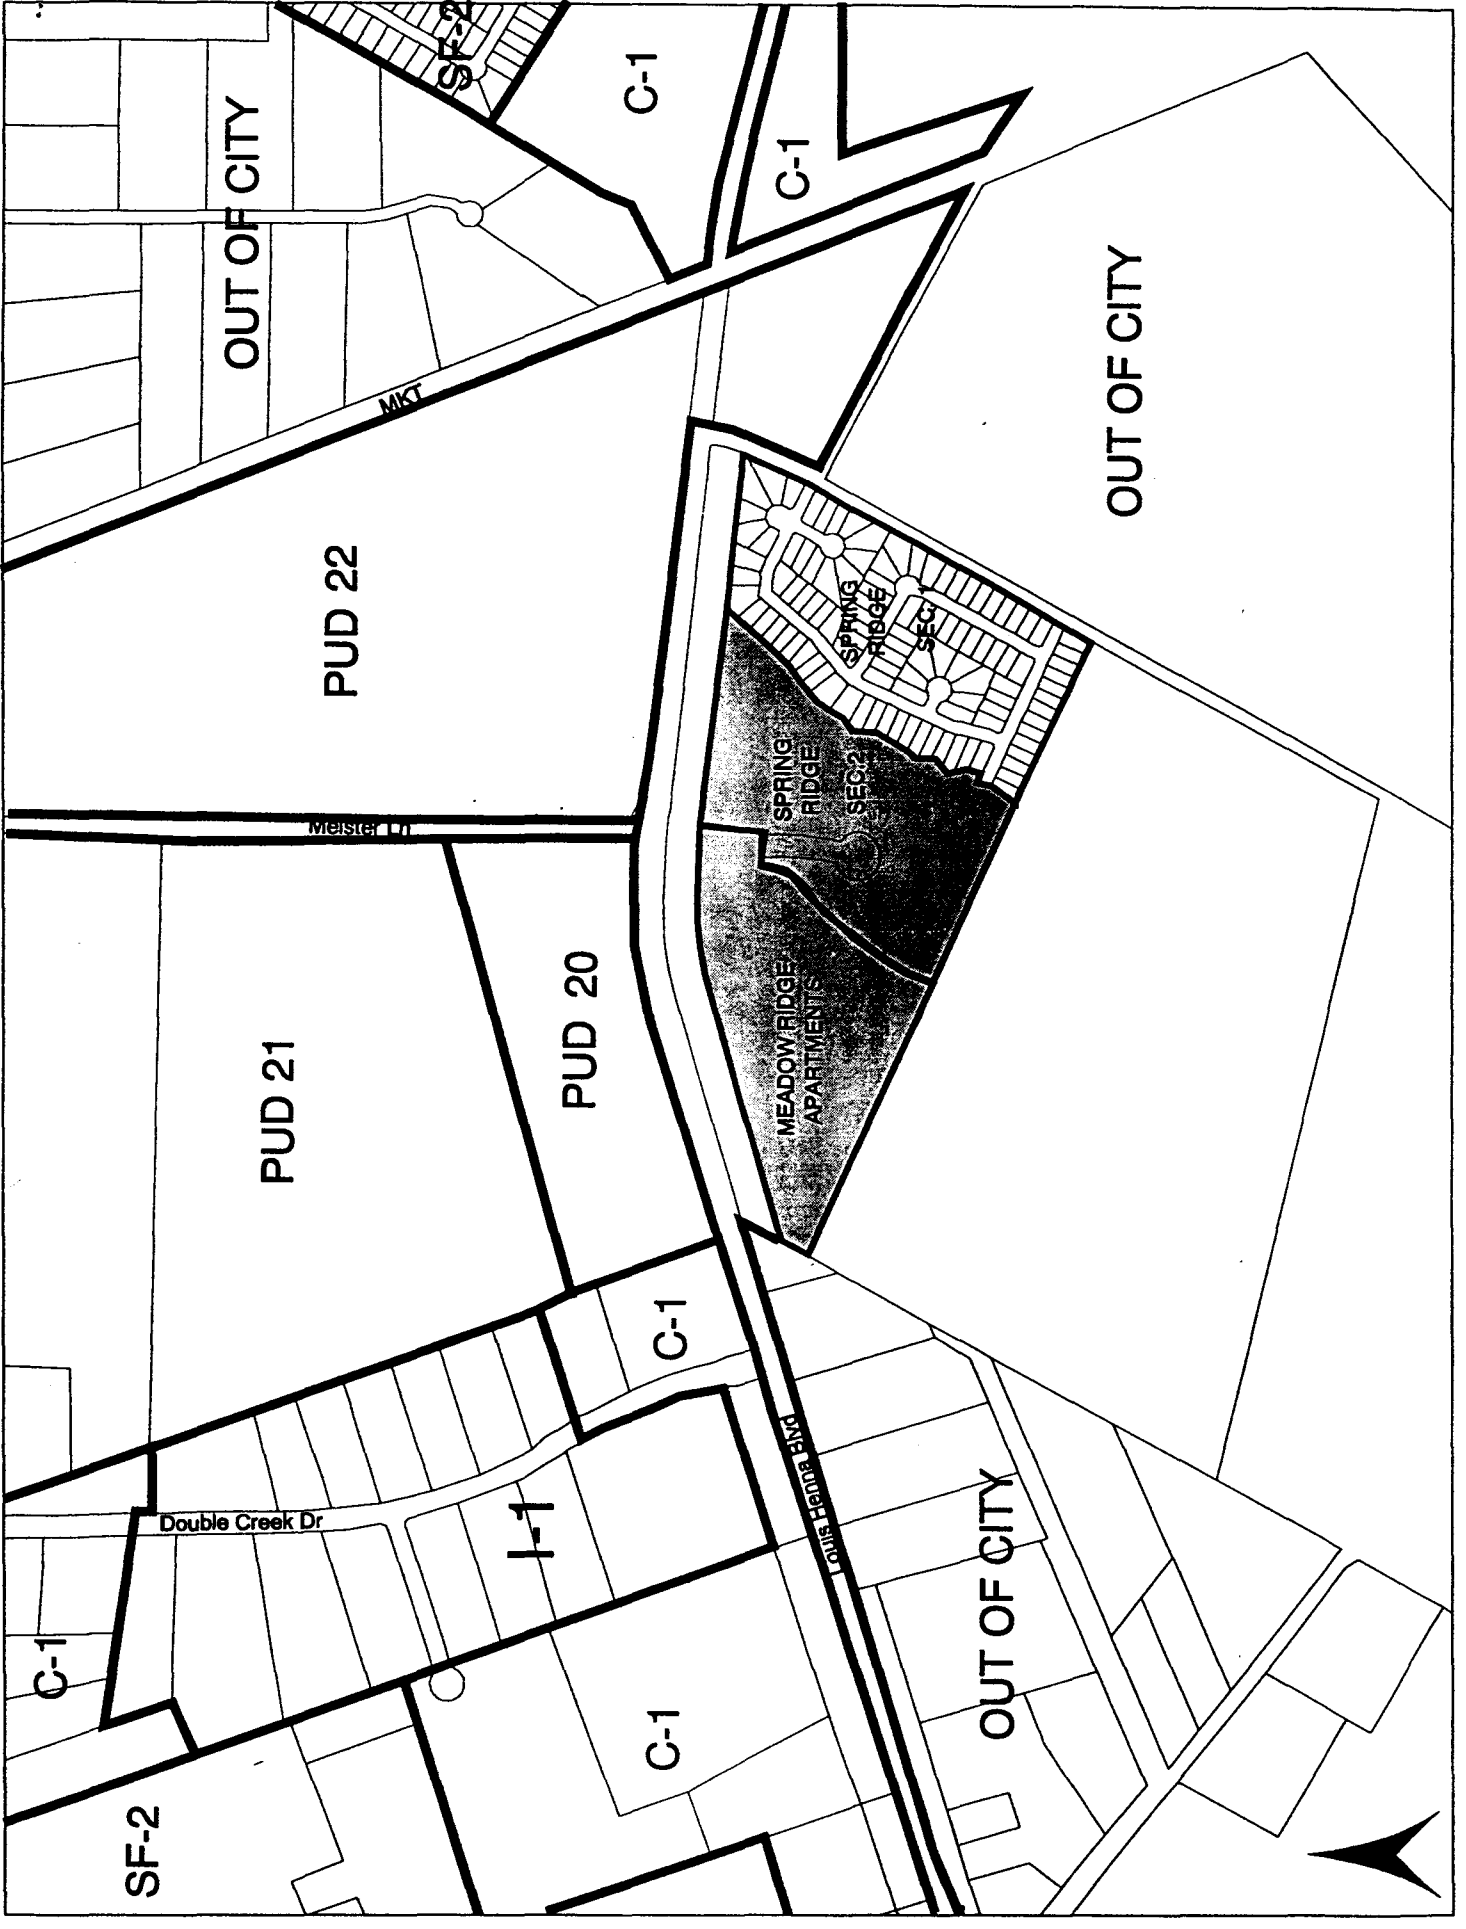 SF-2
C-1
C-1
OUT OF CITY
MKT
OUT OF CITY
PUD 22
SPRING
RIDGE
SEC. 1
SPRING
RIDGE
SEC.2
Meister Ln
PUD 20
PUD 21
MEADOW RIDGE
APARTMENTS
C-1
Louis Henna Blvd
Double Creek Dr
I-1
OUT OF CITY
C-1
C-1
SF-2